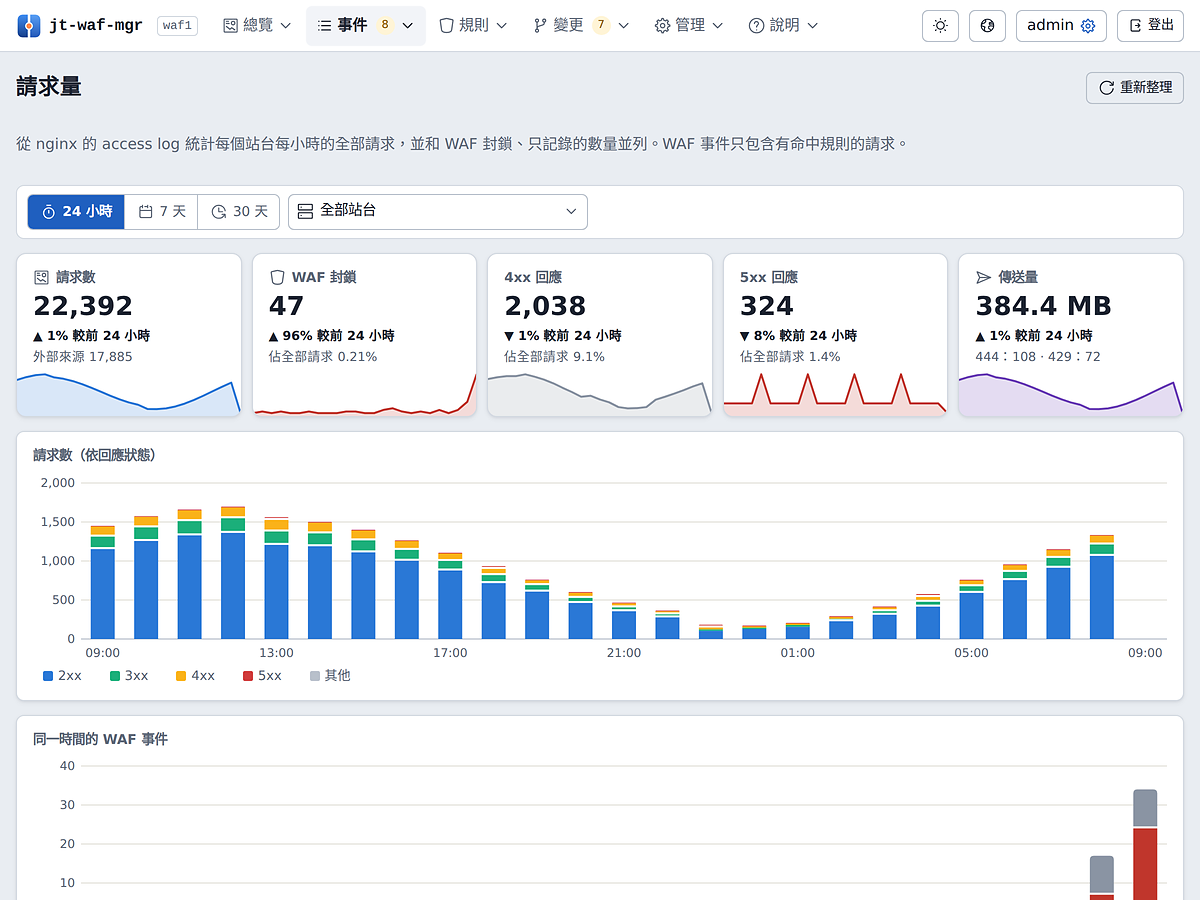 jt-waf-mgr waf1 總覽 事件 8 規則 變更 7 管理 說明 admin 登出
請求量
重新整理
從 nginx 的 access log 統計每個站台每小時的全部請求，並和 WAF 封鎖、只記錄的數量並列。WAF 事件只包含有命中規則的請求。
24 小時 7 天 30 天 全部站台
請求數
22,392
▲ 1% 較前 24 小時
外部來源 17,885
WAF 封鎖
47
▲ 96% 較前 24 小時
佔全部請求 0.21%
4xx 回應
2,038
▼ 1% 較前 24 小時
佔全部請求 9.1%
5xx 回應
324
▼ 8% 較前 24 小時
佔全部請求 1.4%
傳送量
384.4 MB
▲ 1% 較前 24 小時
444：108 · 429：72
請求數（依回應狀態）
2,000
1,500
1,000
500
0
09:00 13:00 17:00 21:00 01:00 05:00 09:00
2xx 3xx 4xx 5xx 其他
同一時間的 WAF 事件
40
30
20
10